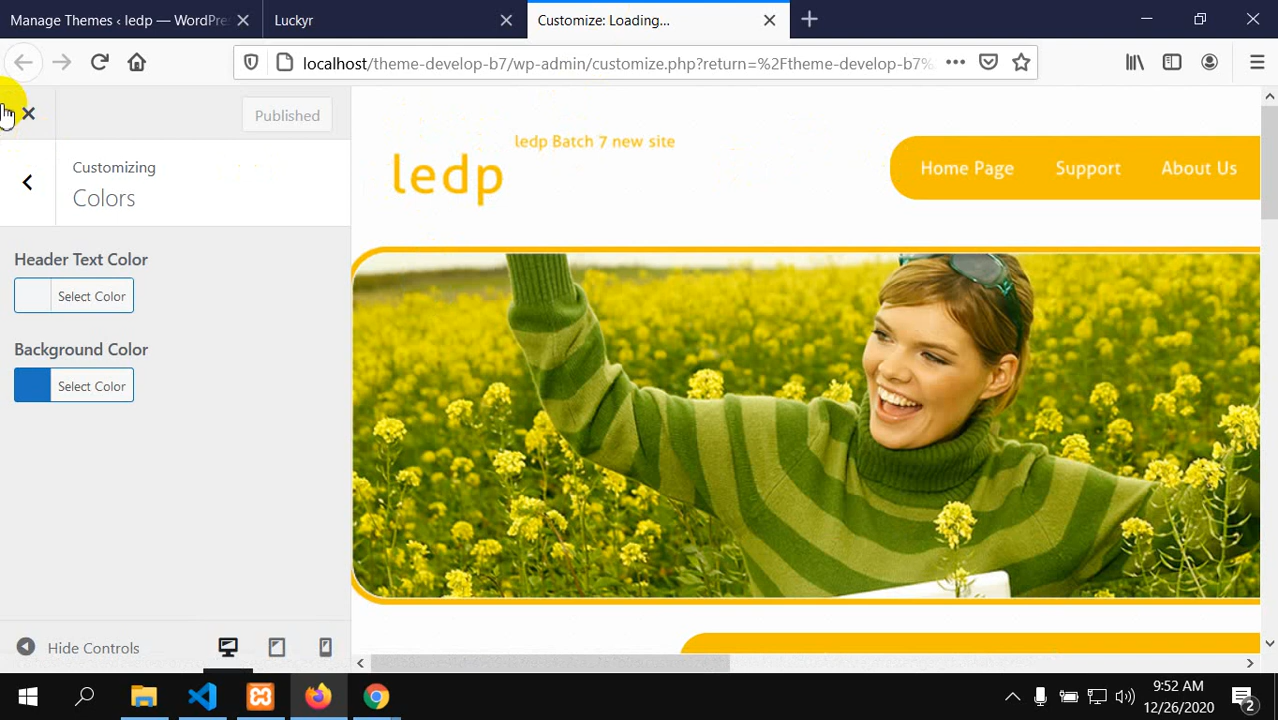 Manage Themes ‹ ledp — WordPre
Luckyr
Customize: Loading...
localhost/theme-develop-b7/wp-admin/customize.php?return=%2Ftheme-develop-b7%
Published
Customizing
Colors
Header Text Color
Select Color
Background Color
Select Color
Hide Controls
ledp
ledp Batch 7 new site
Home Page
Support
About Us
9:52 AM
12/26/2020
2